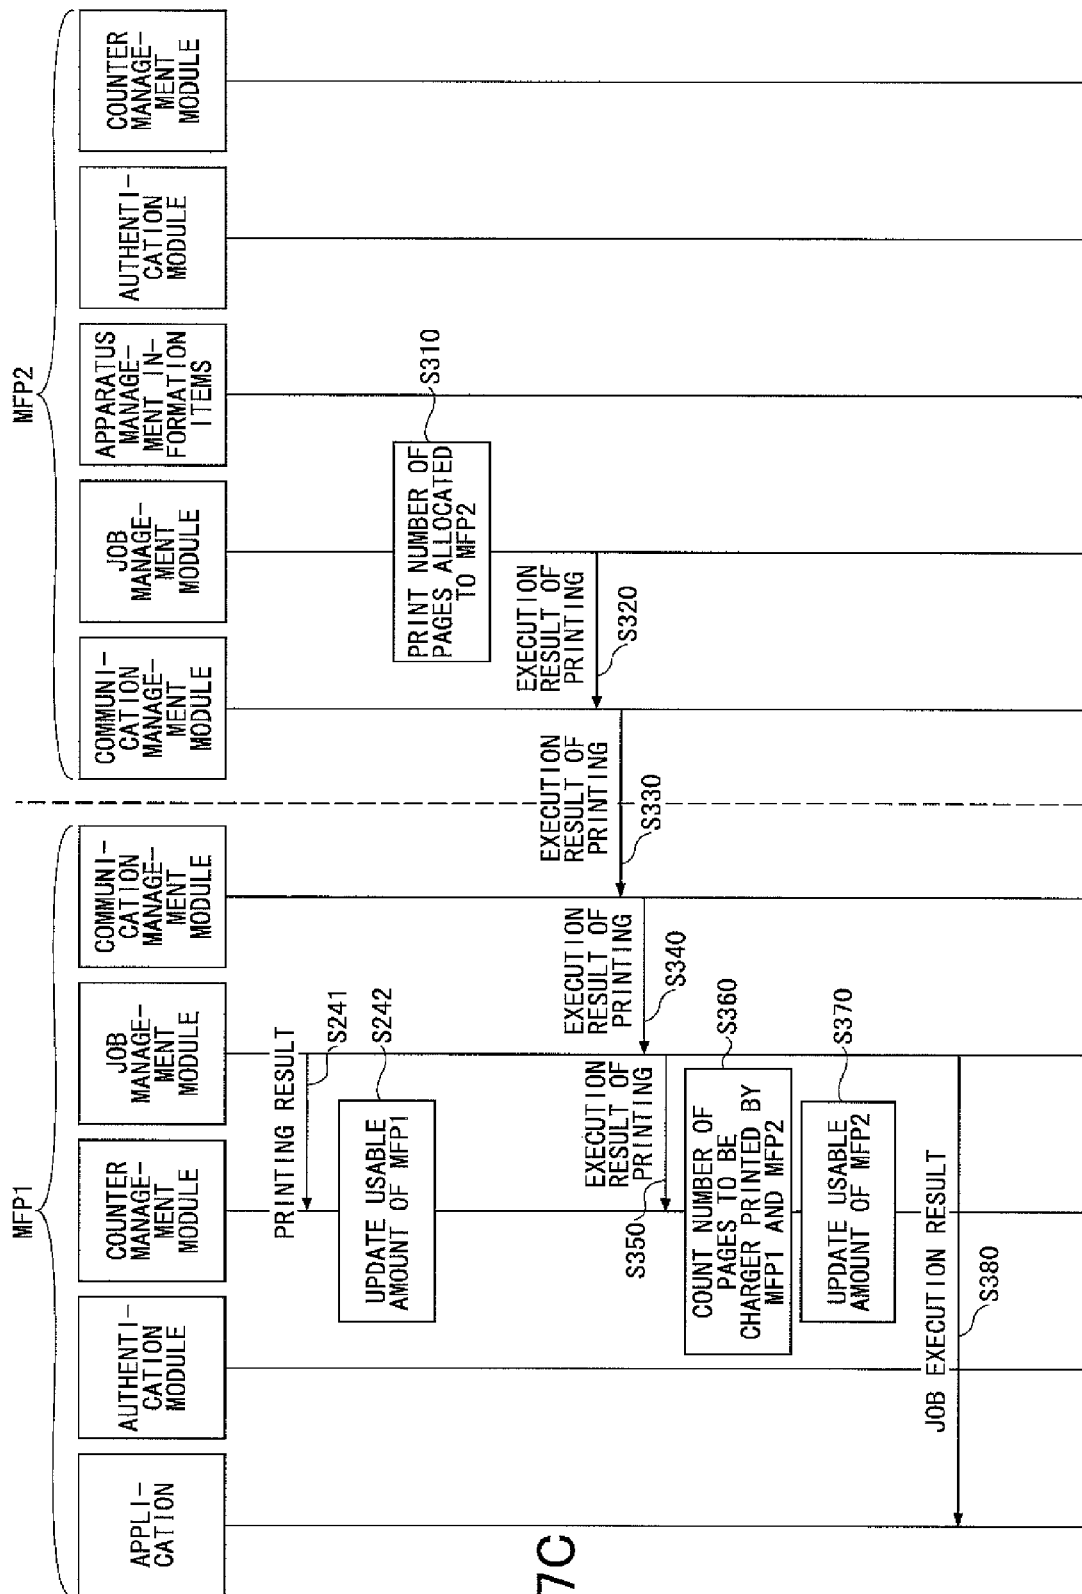 MFP1
MFP2
APPLI-
CATION
AUTHENTI-
CATION
MODULE
COUNTER
MANAGE-
MENT
MODULE
JOB
MANAGE-
MENT
MODULE
COMMUNI-
CATION
MANAGE-
MENT
MODULE
COMMUNI-
CATION
MANAGE-
MENT
MODULE
JOB
MANAGE-
MENT
MODULE
APPARATUS
MANAGE-
MENT IN-
FORMATION
ITEMS
AUTHENTI-
CATION
MODULE
COUNTER
MANAGE-
MENT
MODULE
PRINTING RESULT
S241
UPDATE USABLE
AMOUNT OF MFP1
S242
PRINT NUMBER OF
PAGES ALLOCATED
TO MFP2
S310
EXECUTION
RESULT OF
PRINTING
S320
EXECUTION
RESULT OF
PRINTING
S330
EXECUTION
RESULT OF
PRINTING
S340
EXECUTION
RESULT OF
PRINTING
S350
COUNT NUMBER OF
PAGES TO BE
CHARGER PRINTED BY
MFP1 AND MFP2
S360
UPDATE USABLE
AMOUNT OF MFP2
S370
JOB EXECUTION RESULT
S380
7C